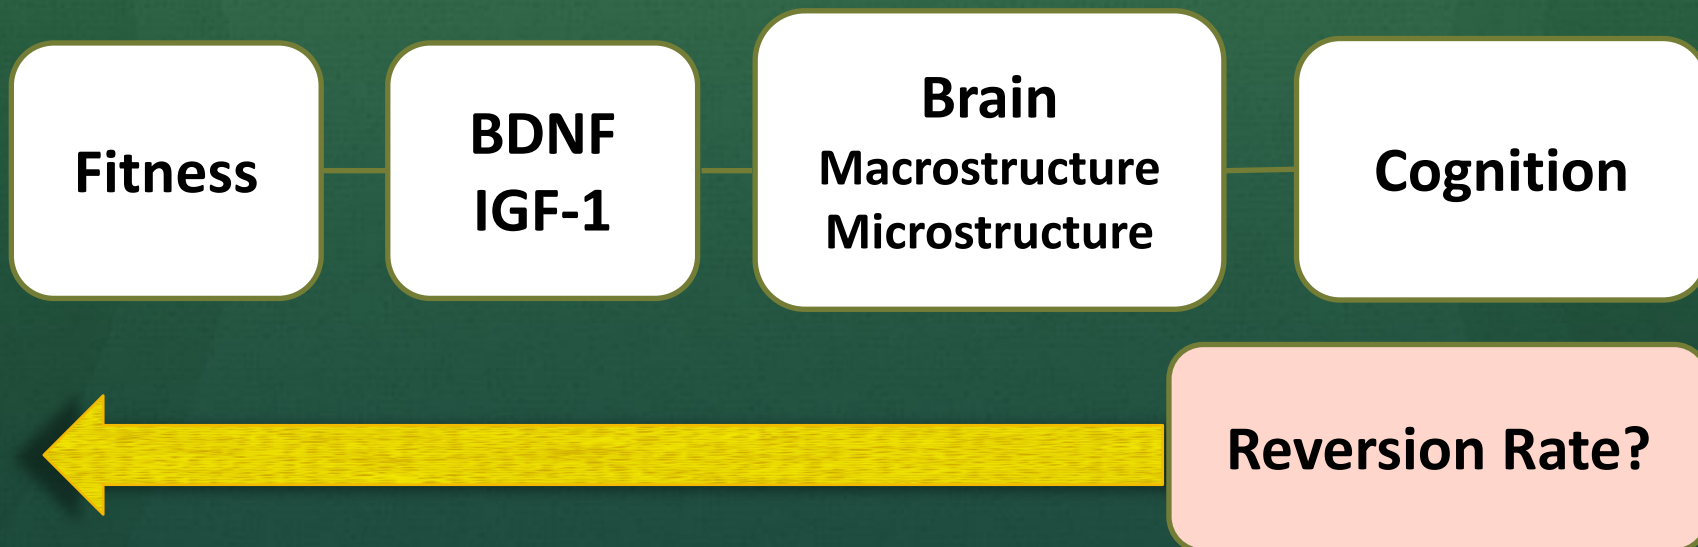 Fitness
BDNF
IGF-1
Brain
Macrostructure
Microstructure
Cognition
Reversion Rate?